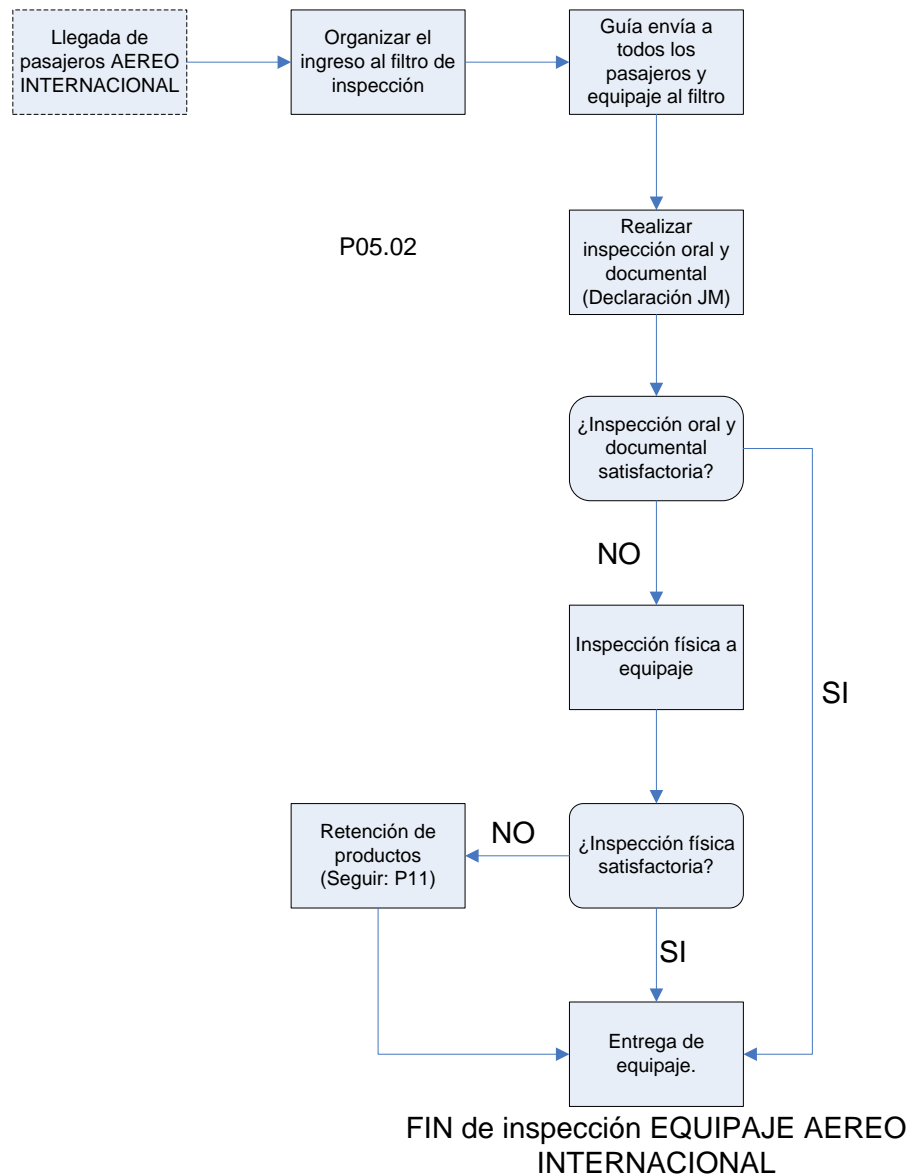 Llegada de
pasajeros AEREO
INTERNACIONAL
Organizar el
ingreso al filtro de
inspección
Guía envía a
todos los
pasajeros y
equipaje al filtro
P05.02
Realizar
inspección oral y
documental
(Declaración JM)
¿Inspección oral y
documental
satisfactoria?
NO
SI
Inspección física a
equipaje
Retención de
productos
(Seguir: P11)
NO
¿Inspección física
satisfactoria?
SI
Entrega de
equipaje.
FIN de inspección EQUIPAJE AEREO
INTERNACIONAL